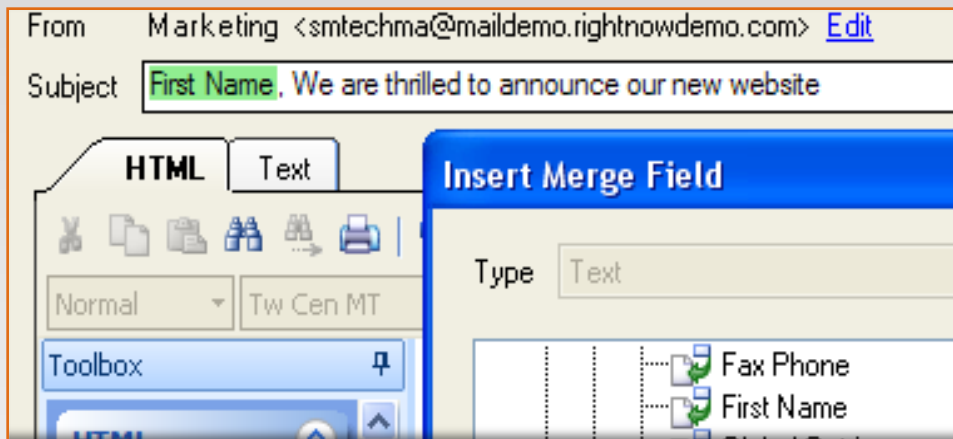 From Marketing <smtechma@maildemo.rightnowdemo.com> Edit
Subject First Name, We are thrilled to announce our new website
HTML Text
Insert Merge Field
Type Text
Normal Tw Cen MT
Toolbox
Fax Phone
First Name
HTML